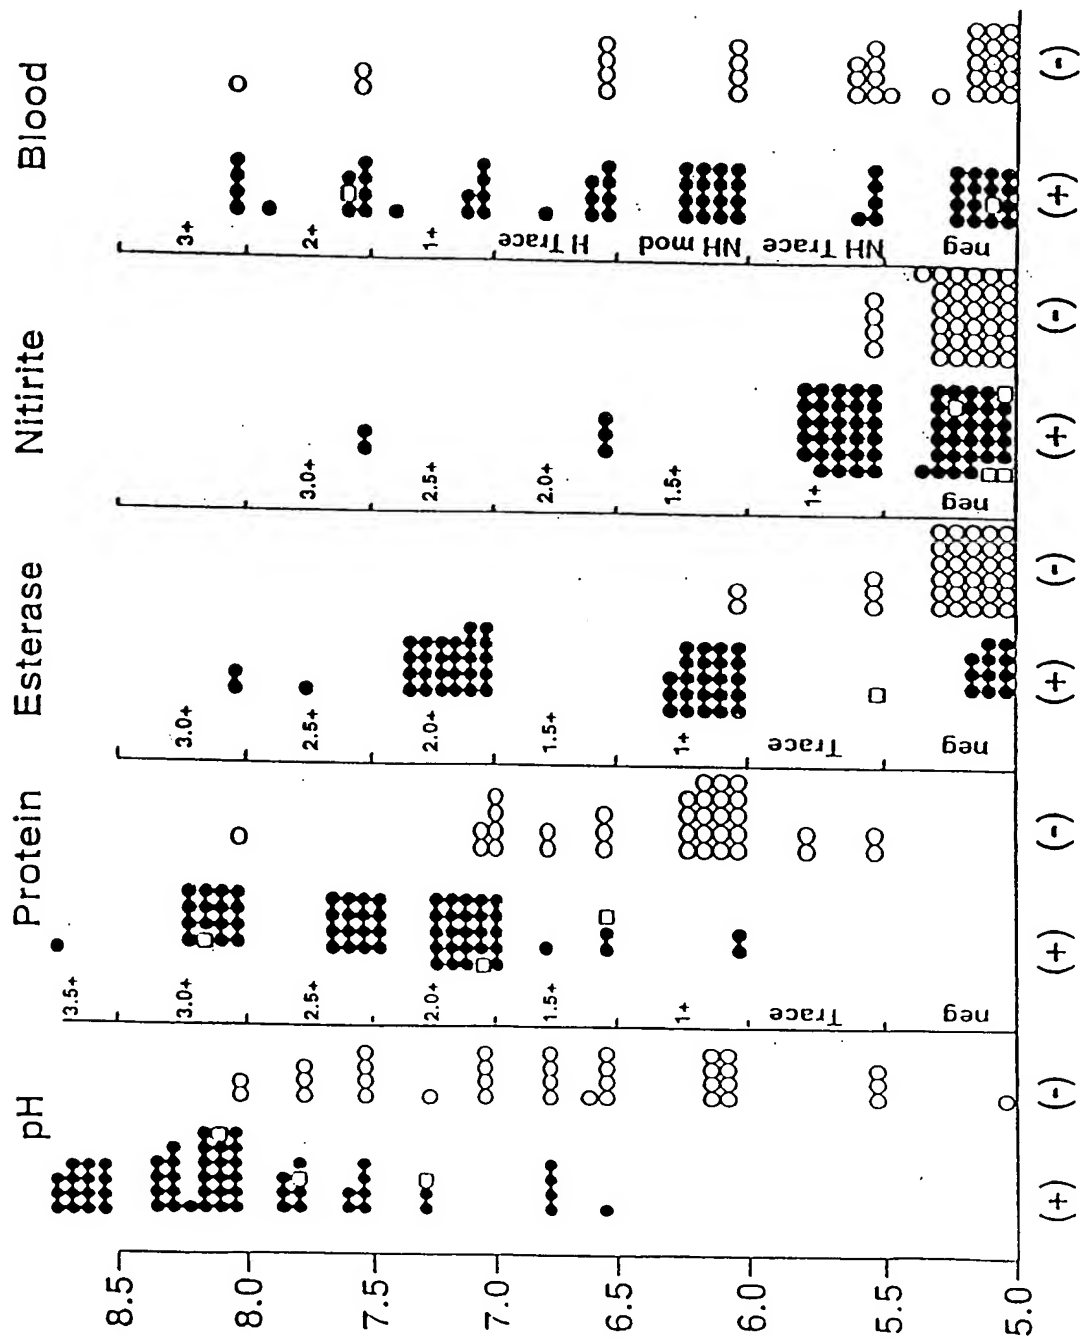 pH
Protein
Esterase
Nitirite
Blood
8.5
8.0
7.5
7.0
6.5
6.0
5.5
5.0
3.5+
3.0+
2.5+
2.0+
1.5+
1+
Trace
neg
3.0+
2.5+
2.0+
1.5+
1+
Trace
neg
3.0+
2.5+
2.0+
1.5+
1+
neg
3+
2+
1+
H Trace
NH mod
NH Trace
neg
(+) (-) (+) (-) (+) (-) (+) (-) (+) (-)